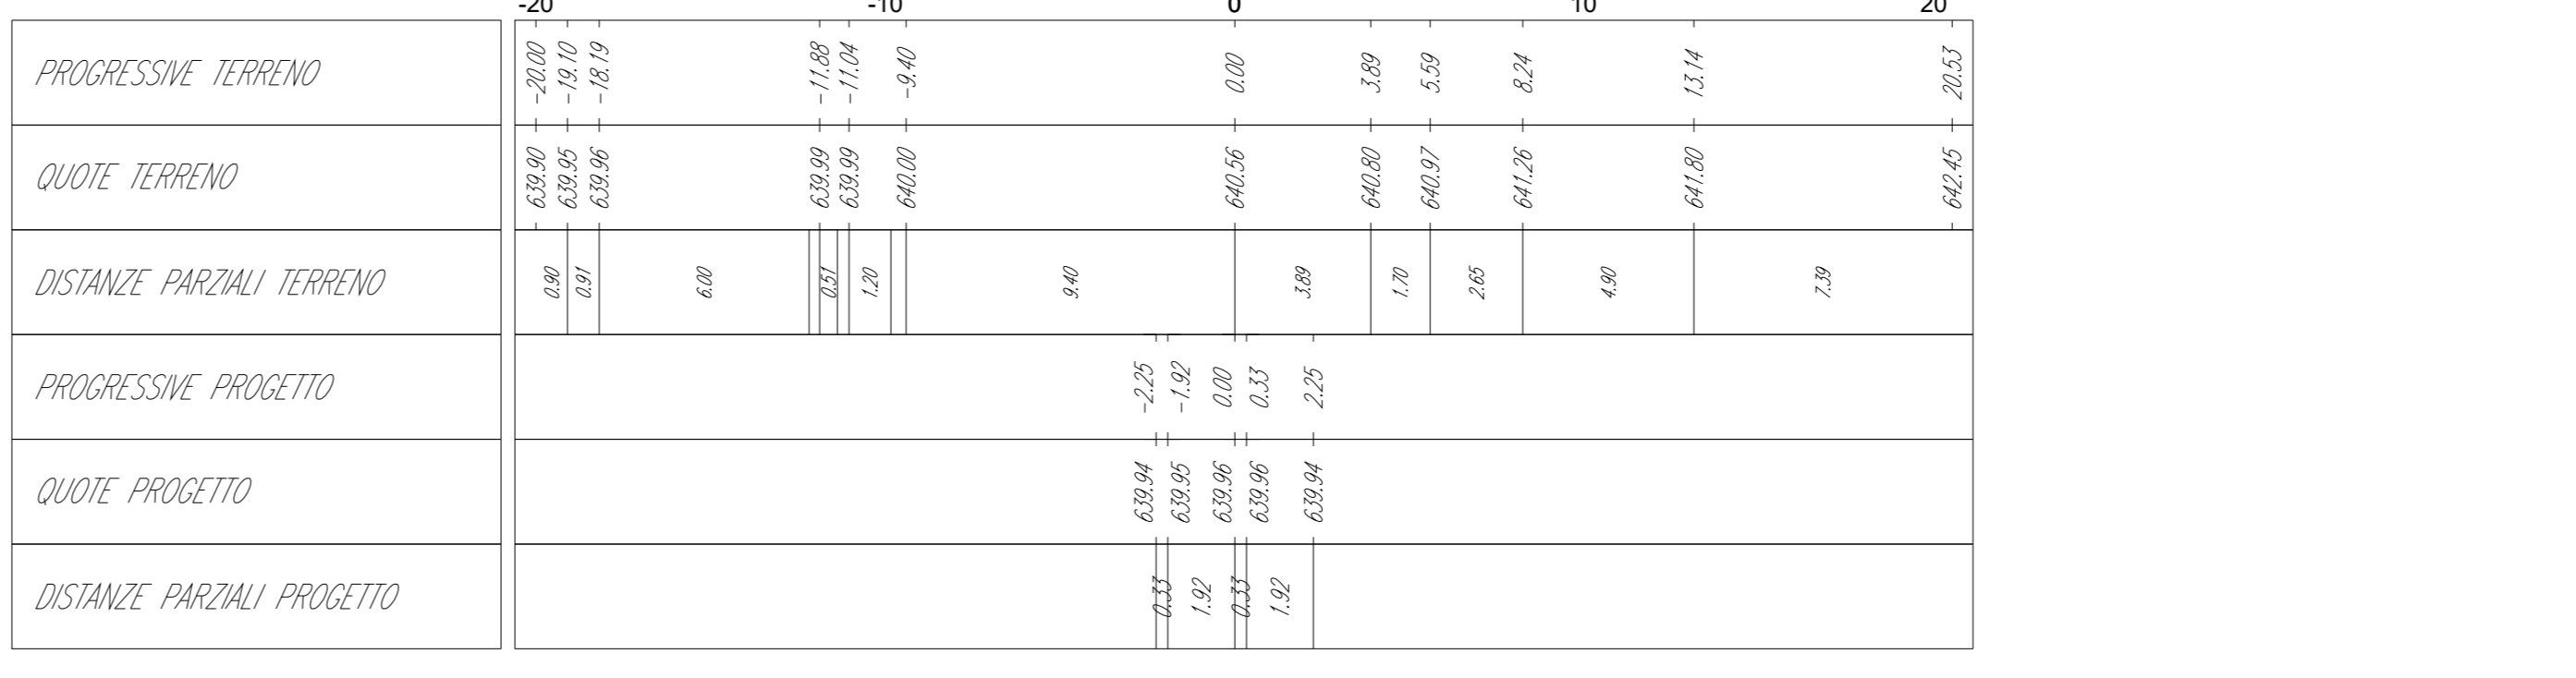 -20 -10 0 10 20
PROGRESSIVE TERRENO -20.00 -19.10 -18.19 -11.88 -11.04 -9.40 0.00 3.89 5.59 8.24 13.14 20.53
QUOTE TERRENO 639.90 639.95 639.96 639.99 639.99 640.00 640.56 640.80 640.97 641.26 641.80 642.45
DISTANZE PARZIALI TERRENO 0.90 0.91 6.00 0.51 1.20 9.40 3.89 1.70 2.65 4.90 7.39
PROGRESSIVE PROGETTO -2.25 -1.92 0.00 0.33 2.25
QUOTE PROGETTO 639.94 639.95 639.96 639.96 639.94
DISTANZE PARZIALI PROGETTO 0.33 1.92 0.33 1.92